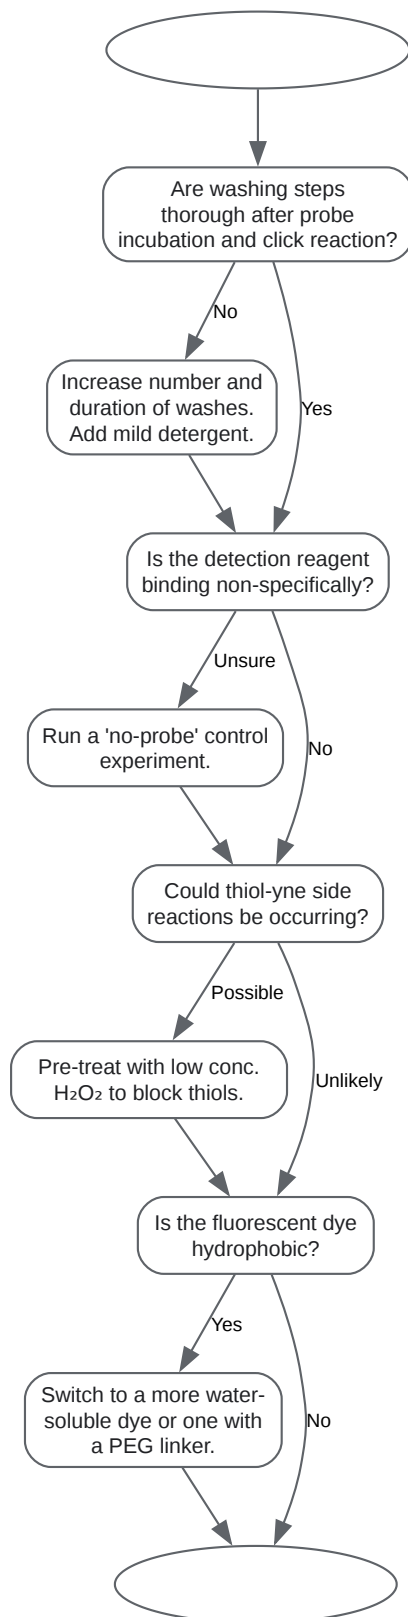 Are washing steps
thorough after probe
incubation and click reaction?
No
Increase number and
duration of washes.
Add mild detergent.
Yes
Is the detection reagent
binding non-specifically?
Unsure
Run a 'no-probe' control
experiment.
No
Could thiol-yne side
reactions be occurring?
Possible
Pre-treat with low conc.
H₂O₂ to block thiols.
Unlikely
Is the fluorescent dye
hydrophobic?
Yes
Switch to a more water-
soluble dye or one with
a PEG linker.
No